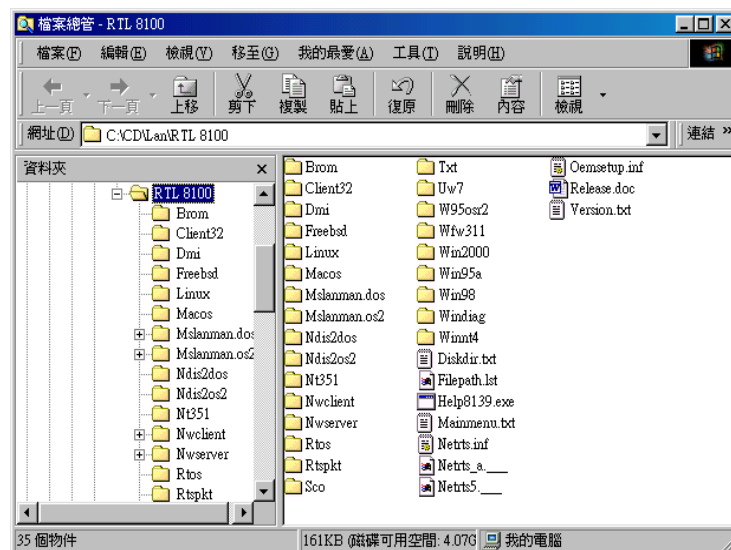 檔案總管 - RTL 8100
檔案(F) 編輯(E) 檢視(V) 移至(G) 我的最愛(A) 工具(T) 說明(H)
上一頁 下一頁 上移 剪下 複製 貼上 復原 刪除 內容 檢視
網址(D) C:\CD\Lan\RTL 8100 連結 »
資料夾
RTL 8100
Brom
Client32
Dmi
Freebsd
Linux
Macos
Mslanman.dos
Mslanman.os2
Ndis2dos
Ndis2os2
Nt351
Nwclient
Nwserver
Rtos
Rtspkt
Brom
Client32
Dmi
Freebsd
Linux
Macos
Mslanman.dos
Mslanman.os2
Ndis2dos
Ndis2os2
Nt351
Nwclient
Nwserver
Rtos
Rtspkt
Sco
Txt
Uw7
W95osr2
Wfw311
Win2000
Win95a
Win98
Windiag
Winnt4
Diskdir.txt
Filepath.lst
Help8139.exe
Mainmenu.txt
Netrts.inf
Netrts_a.___
Netrts5.___
Oemsetup.inf
Release.doc
Version.txt
35 個物件 161KB (磁碟可用空間: 4.07G 我的電腦